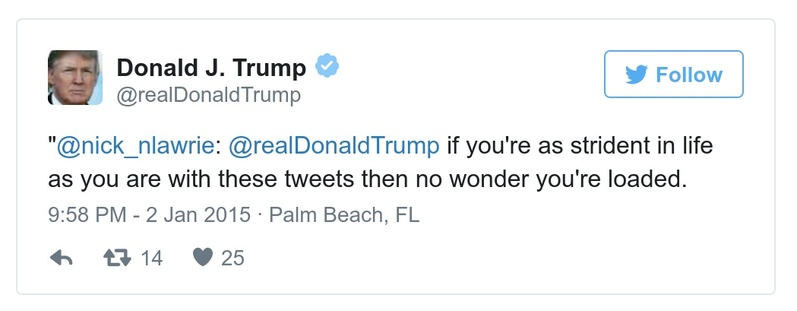 Donald J. Trump
@realDonaldTrump
Follow
"@nick_nlawrie: @realDonaldTrump if you're as strident in life
as you are with these tweets then no wonder you're loaded.
9:58 PM - 2 Jan 2015 · Palm Beach, FL
14 25